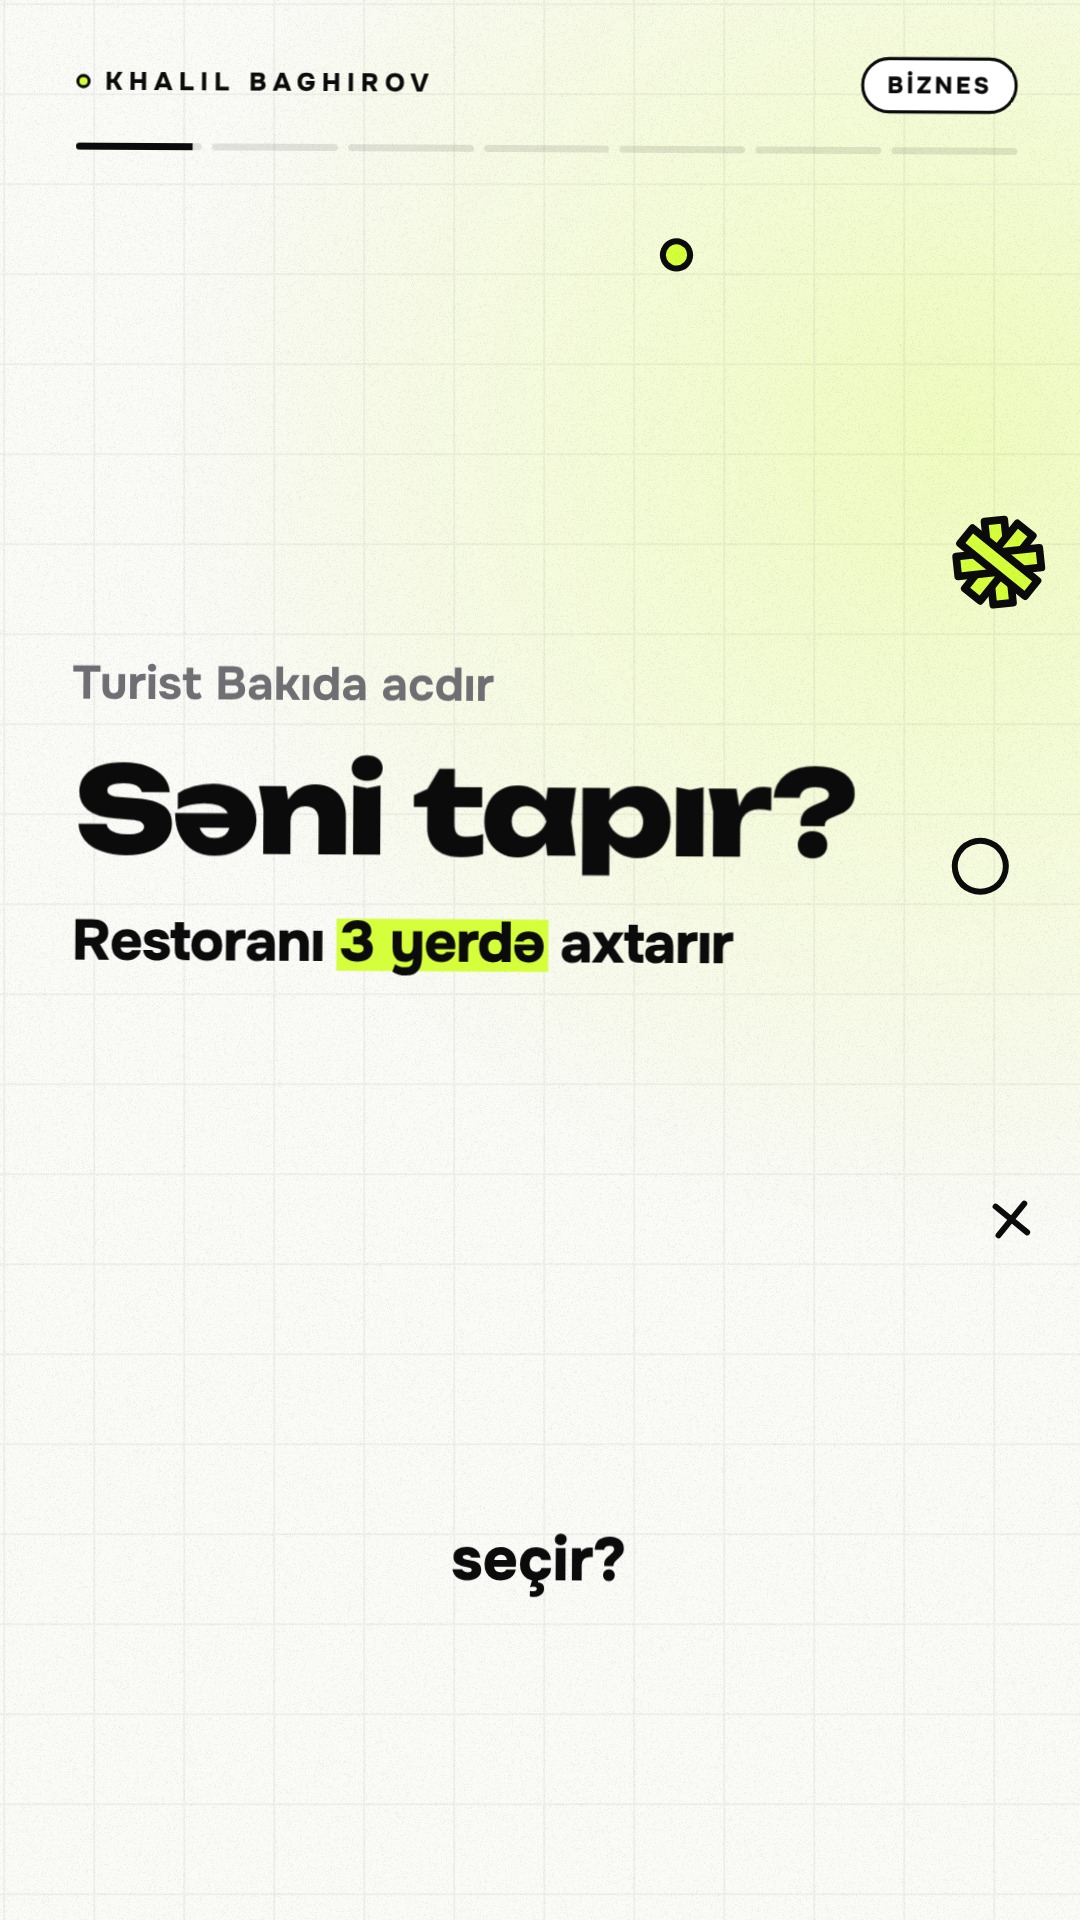 KHALIL BAGHIROV
BİZNES
Turist Bakıda acdır
Səni tapır?
Restoranı 3 yerdə axtarır
seçir?